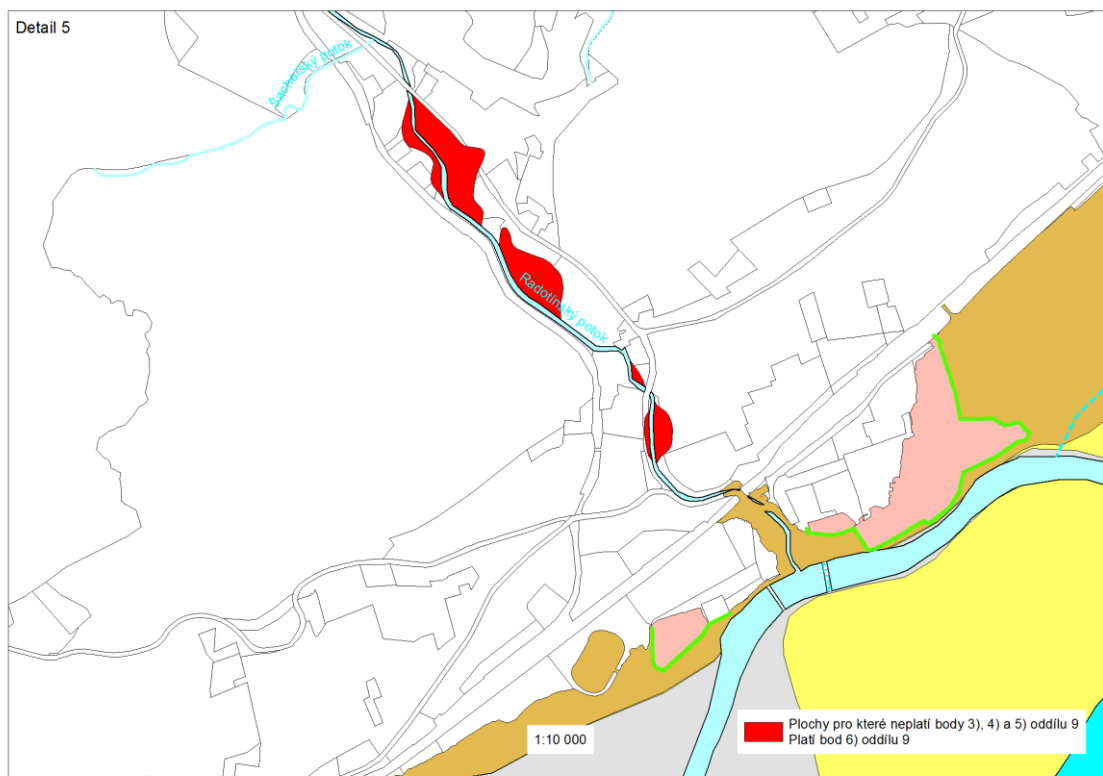 Detail 5
Šachetský potok
Radotínský potok
1:10 000
Plochy pro které neplatí body 3), 4) a 5) oddílu 9
Platí bod 6) oddílu 9